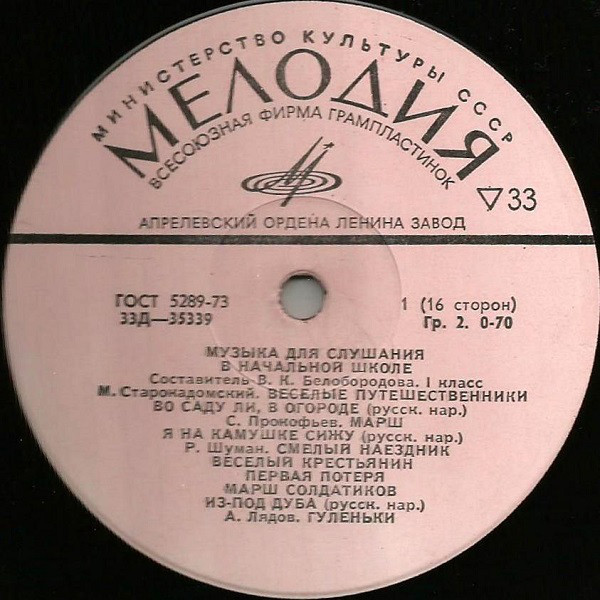 МИНИСТЕРСТВО КУЛЬТУРЫ СССР
МЕЛОДИЯ
ВСЕСОЮЗНАЯ ФИРМА ГРАМПЛАСТИНОК
33
АПРЕЛЕВСКИЙ ОРДЕНА ЛЕНИНА ЗАВОД
ГОСТ 5289-73
33Д—35339
1 (16 сторон)
Гр. 2. 0-70
МУЗЫКА ДЛЯ СЛУШАНИЯ
В НАЧАЛЬНОЙ ШКОЛЕ
Составитель В. К. Белобородова. I класс
М. Старокадомский. ВЕСЕЛЫЕ ПУТЕШЕСТВЕННИКИ
ВО САДУ ЛИ, В ОГОРОДЕ (русск. нар.)
С. Прокофьев. МАРШ
Я НА КАМУШКЕ СИЖУ (русск. нар.)
Р. Шуман. СМЕЛЫЙ НАЕЗДНИК
ВЕСЕЛЫЙ КРЕСТЬЯНИН
ПЕРВАЯ ПОТЕРЯ
МАРШ СОЛДАТИКОВ
ИЗ-ПОД ДУБА (русск. нар.)
А. Лядов. ГУЛЕНЬКИ